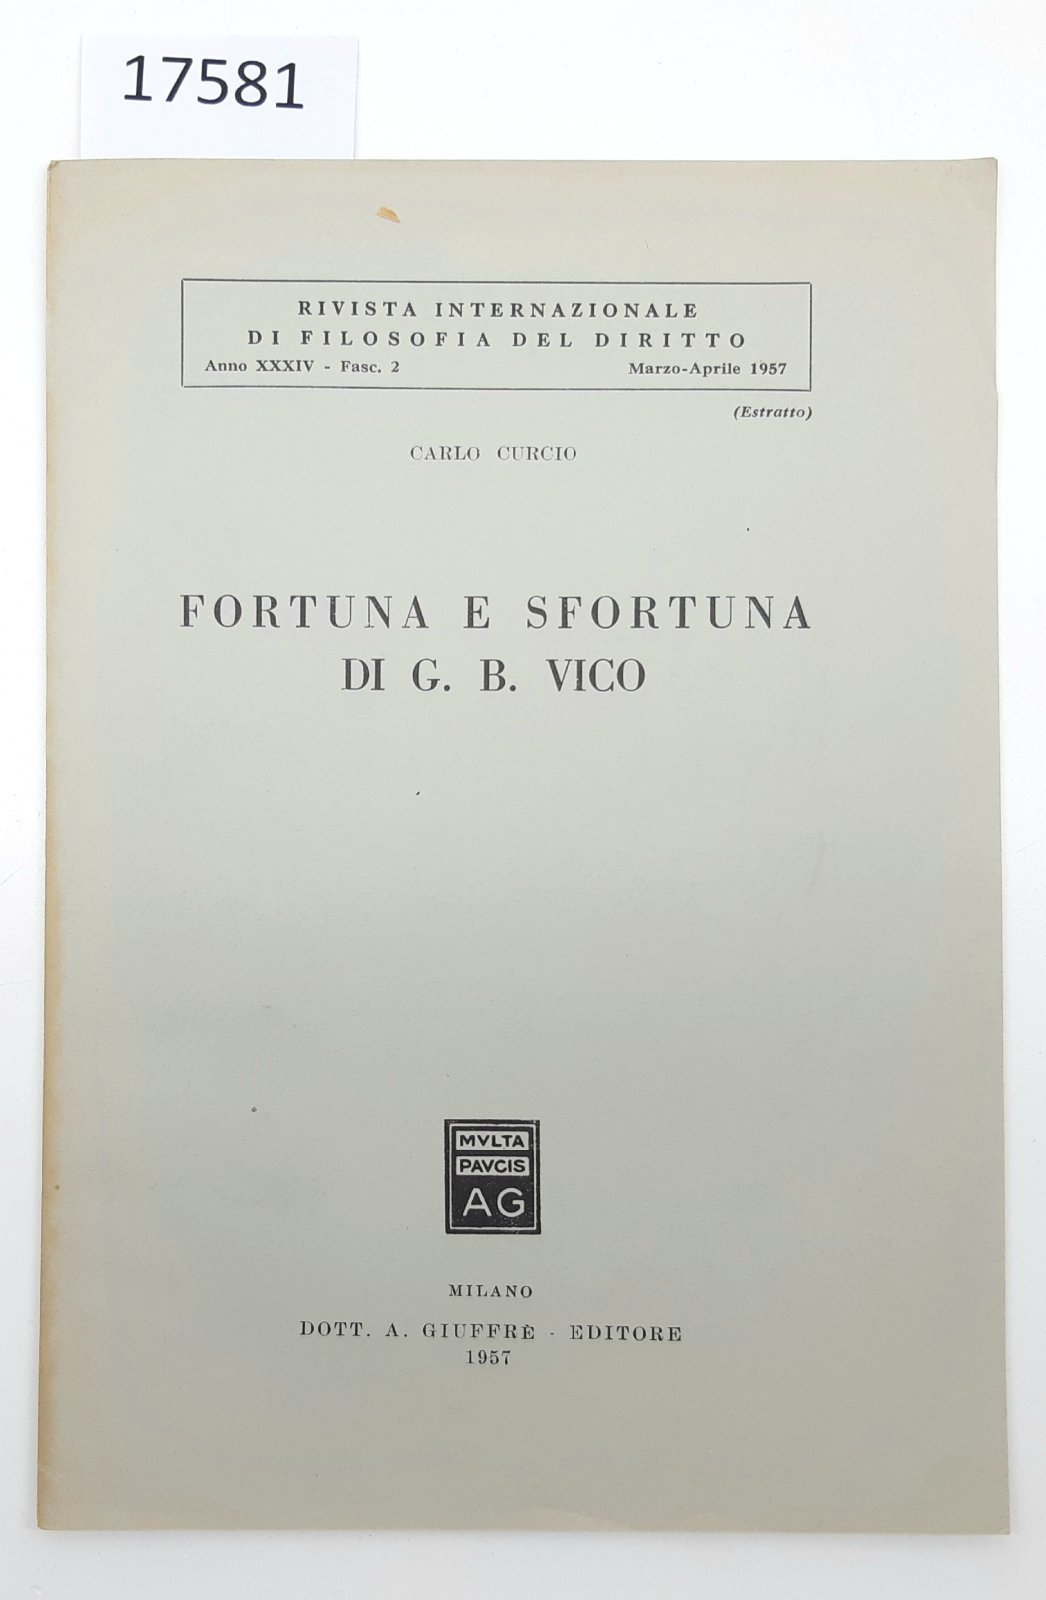 17581
RIVISTA INTERNAZIONALE
DI FILOSOFIA DEL DIRITTO
Anno XXXIV - Fasc. 2 Marzo-Aprile 1957
(Estratto)
CARLO CURCIO
FORTUNA E SFORTUNA
DI G. B. VICO
MVLTA
PAVCIS
AG
MILANO
DOTT. A. GIUFFRÈ - EDITORE
1957